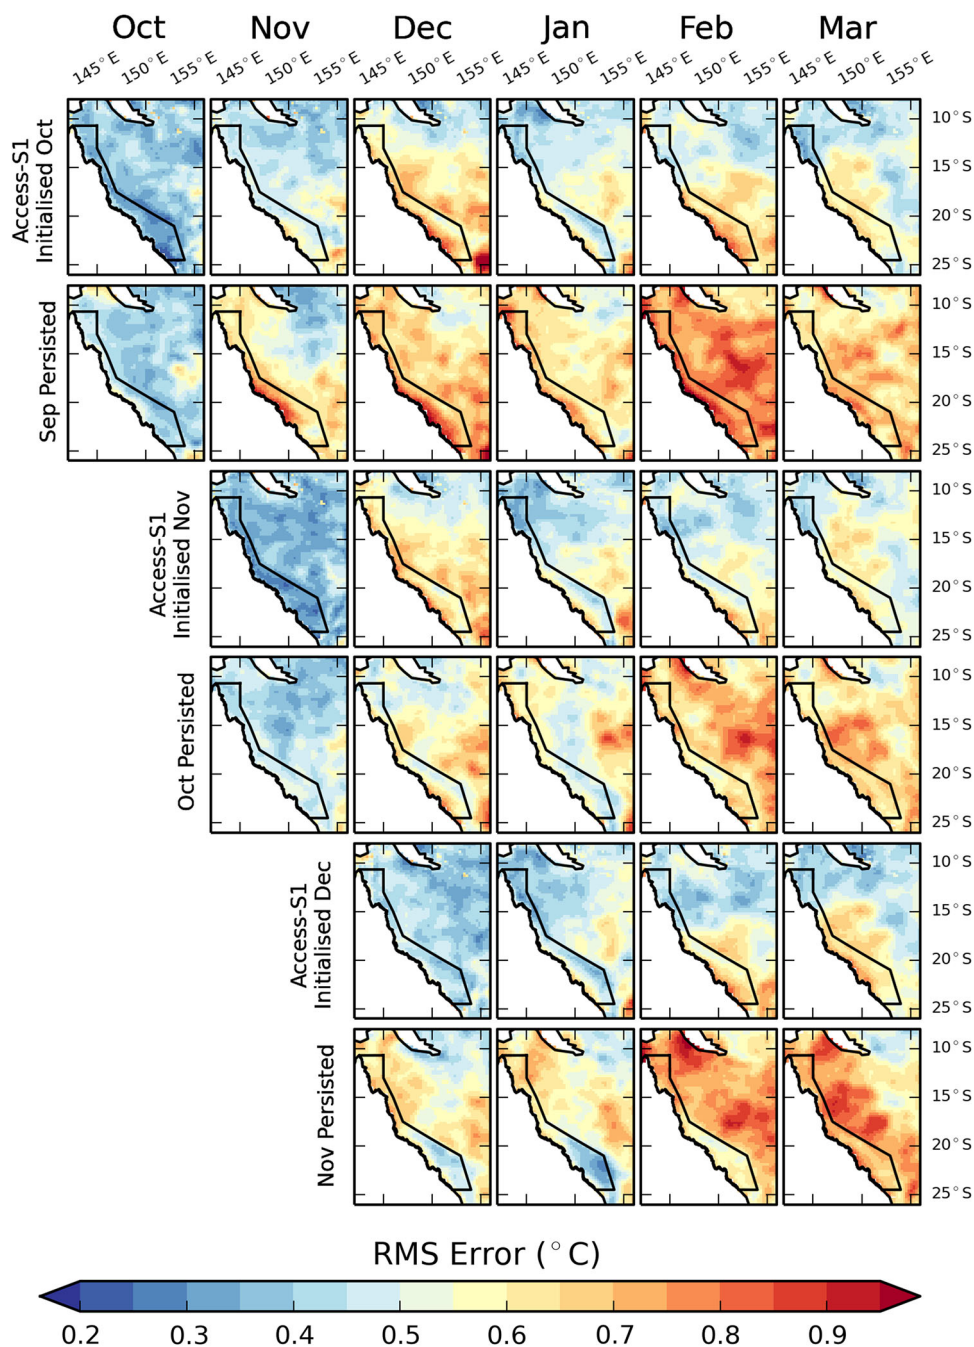 Oct Nov Dec Jan Feb Mar
145°E 150°E 155°E 145°E 150°E 155°E 145°E 150°E 155°E 145°E 150°E 155°E 145°E 150°E 155°E 145°E 150°E 155°E
Access-S1
Initialised Oct
10°S
15°S
20°S
25°S
Sep Persisted
10°S
15°S
20°S
25°S
Access-S1
Initialised Nov
10°S
15°S
20°S
25°S
Oct Persisted
10°S
15°S
20°S
25°S
Access-S1
Initialised Dec
10°S
15°S
20°S
25°S
Nov Persisted
10°S
15°S
20°S
25°S
RMS Error (°C)
0.2 0.3 0.4 0.5 0.6 0.7 0.8 0.9